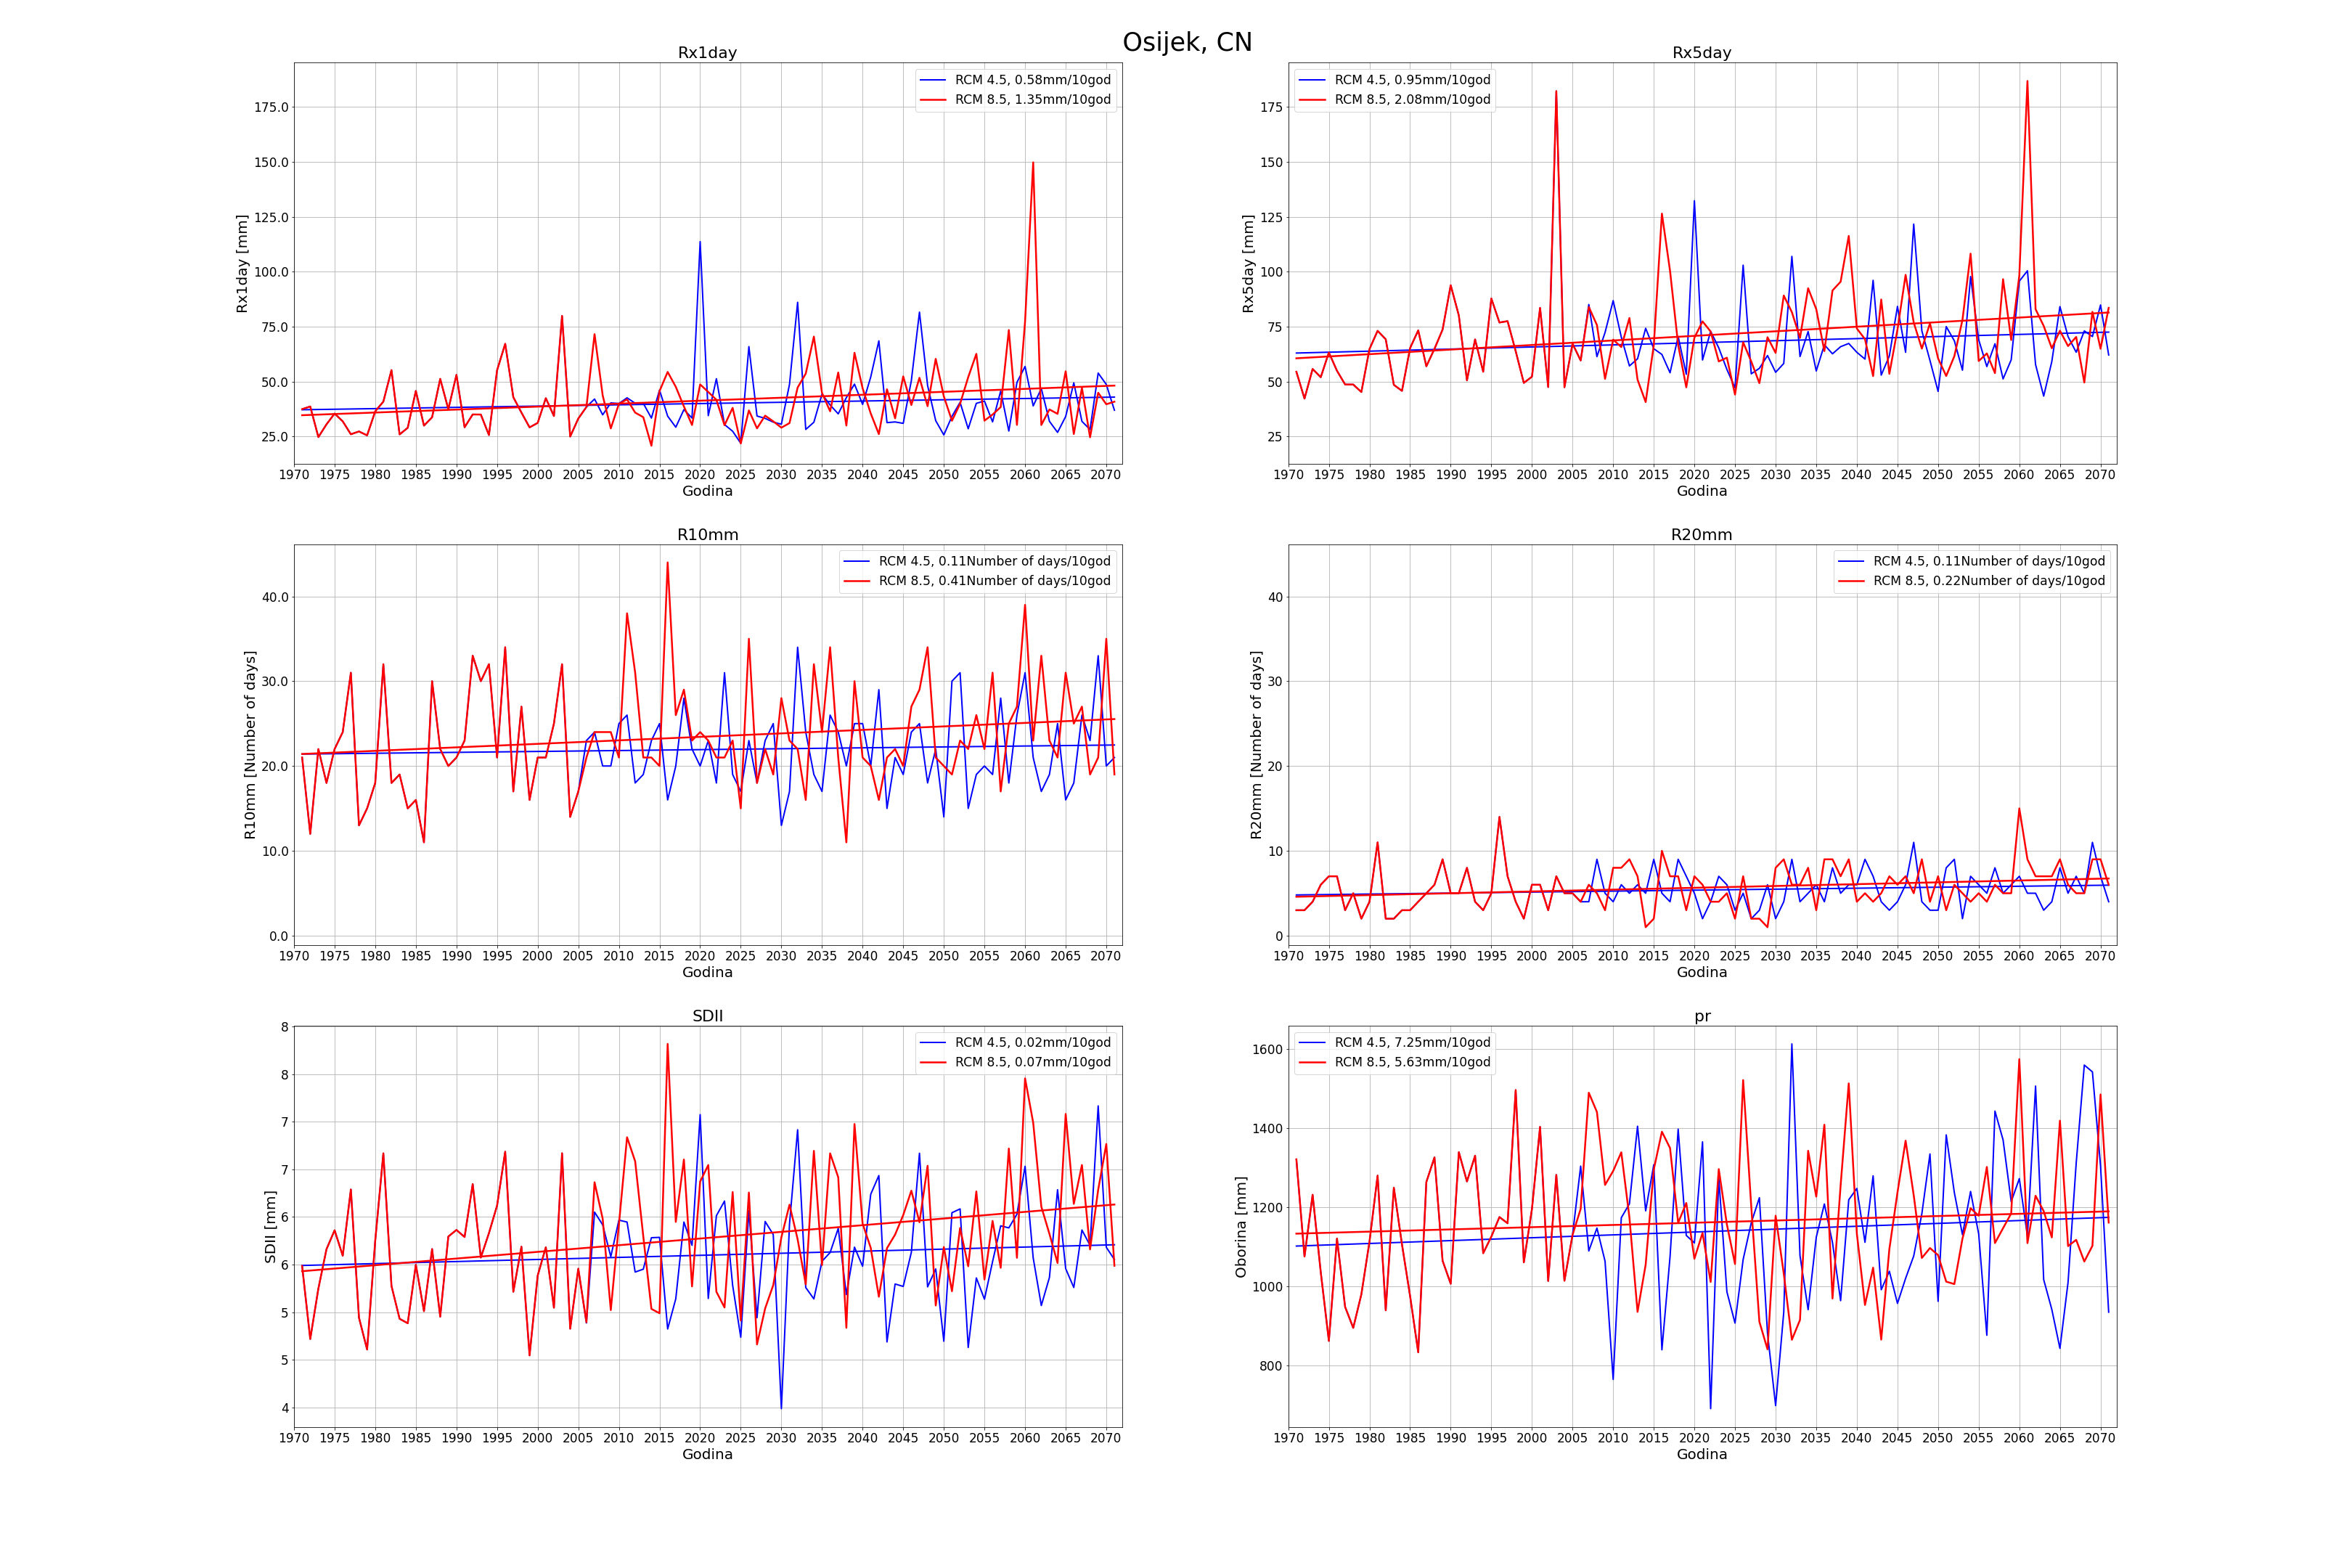 Osijek, CN
Rx1day
RCM 4.5, 0.58mm/10god
RCM 8.5, 1.35mm/10god
Rx1day [mm]
175.0
150.0
125.0
100.0
75.0
50.0
25.0
1970 1975 1980 1985 1990 1995 2000 2005 2010 2015 2020 2025 2030 2035 2040 2045 2050 2055 2060 2065 2070
Godina
Rx5day
RCM 4.5, 0.95mm/10god
RCM 8.5, 2.08mm/10god
Rx5day [mm]
175
150
125
100
75
50
25
1970 1975 1980 1985 1990 1995 2000 2005 2010 2015 2020 2025 2030 2035 2040 2045 2050 2055 2060 2065 2070
Godina
R10mm
RCM 4.5, 0.11Number of days/10god
RCM 8.5, 0.41Number of days/10god
R10mm [Number of days]
40.0
30.0
20.0
10.0
0.0
1970 1975 1980 1985 1990 1995 2000 2005 2010 2015 2020 2025 2030 2035 2040 2045 2050 2055 2060 2065 2070
Godina
R20mm
RCM 4.5, 0.11Number of days/10god
RCM 8.5, 0.22Number of days/10god
R20mm [Number of days]
40
30
20
10
0
1970 1975 1980 1985 1990 1995 2000 2005 2010 2015 2020 2025 2030 2035 2040 2045 2050 2055 2060 2065 2070
Godina
SDII
RCM 4.5, 0.02mm/10god
RCM 8.5, 0.07mm/10god
SDII [mm]
8
8
7
7
6
6
5
5
4
1970 1975 1980 1985 1990 1995 2000 2005 2010 2015 2020 2025 2030 2035 2040 2045 2050 2055 2060 2065 2070
Godina
pr
RCM 4.5, 7.25mm/10god
RCM 8.5, 5.63mm/10god
Oborina [mm]
1600
1400
1200
1000
800
1970 1975 1980 1985 1990 1995 2000 2005 2010 2015 2020 2025 2030 2035 2040 2045 2050 2055 2060 2065 2070
Godina